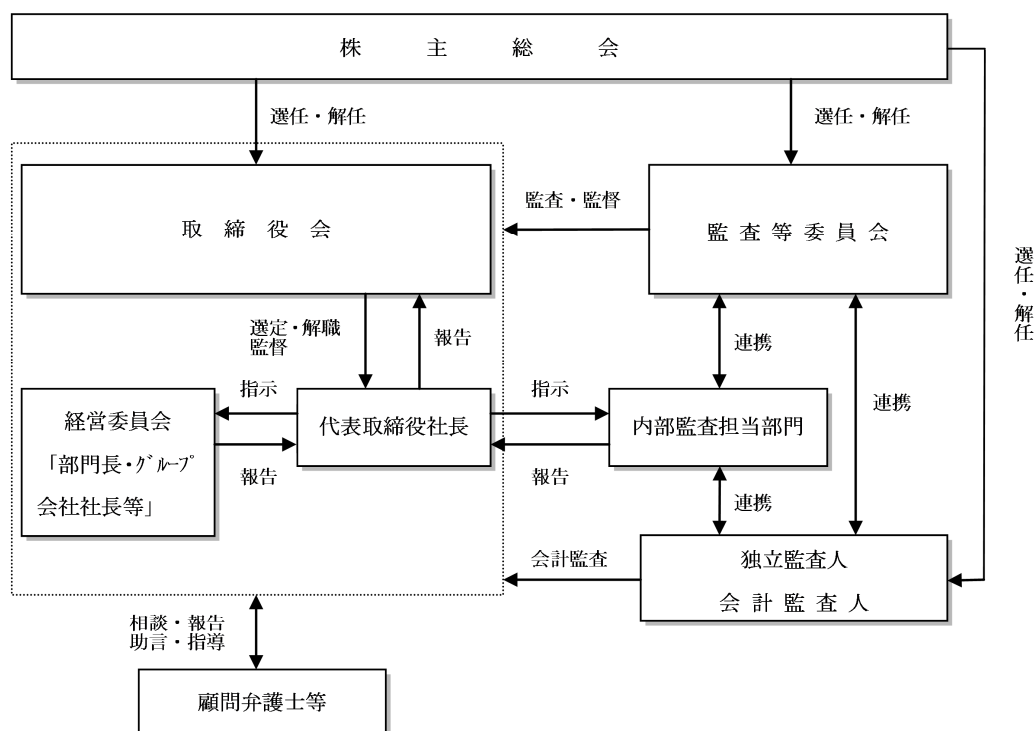 株主総会
選任・解任
選任・解任
取締役会
監査・監督
監査等委員会
選任・解任
選定・解職
監督
報告
連携
連携
経営委員会
「部門長・グループ
会社社長等」
指示
報告
代表取締役社長
指示
報告
内部監査担当部門
連携
会計監査
独立監査人
会計監査人
相談・報告
助言・指導
顧問弁護士等